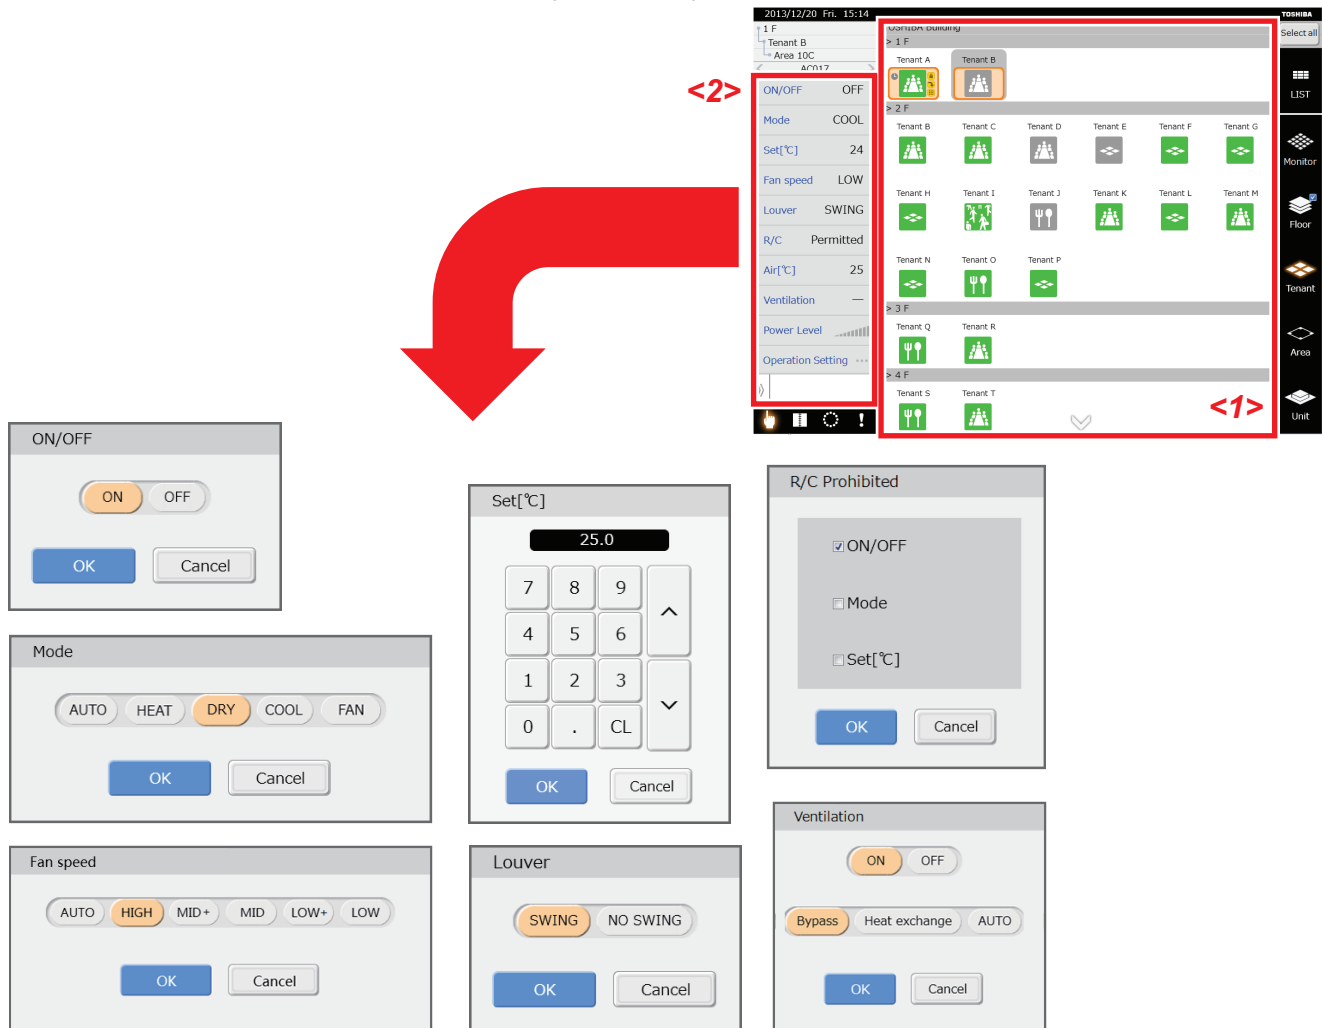 2013/12/20 Fri. 15:14
TOSHIBA
1 F
Tenant B
Area 10C
AC017
TOSHIBA Building
Select all
<2>
ON/OFF OFF
Mode COOL
Set[℃] 24
Fan speed LOW
Louver SWING
R/C Permitted
Air[℃] 25
Ventilation —
Power Level
Operation Setting ...
> 1 F
Tenant A Tenant B
> 2 F
Tenant B Tenant C Tenant D Tenant E Tenant F Tenant G
Tenant H Tenant I Tenant J Tenant K Tenant L Tenant M
Tenant N Tenant O Tenant P
> 3 F
Tenant Q Tenant R
> 4 F
Tenant S Tenant T
<1>
LIST
Monitor
Floor
Tenant
Area
Unit
ON/OFF
ON OFF
OK Cancel
Mode
AUTO HEAT DRY COOL FAN
OK Cancel
Fan speed
AUTO HIGH MID+ MID LOW+ LOW
OK Cancel
Set[℃]
25.0
7 8 9
4 5 6
1 2 3
0 . CL
OK Cancel
Louver
SWING NO SWING
OK Cancel
R/C Prohibited
ON/OFF
Mode
Set[℃]
OK Cancel
Ventilation
ON OFF
Bypass Heat exchange AUTO
OK Cancel